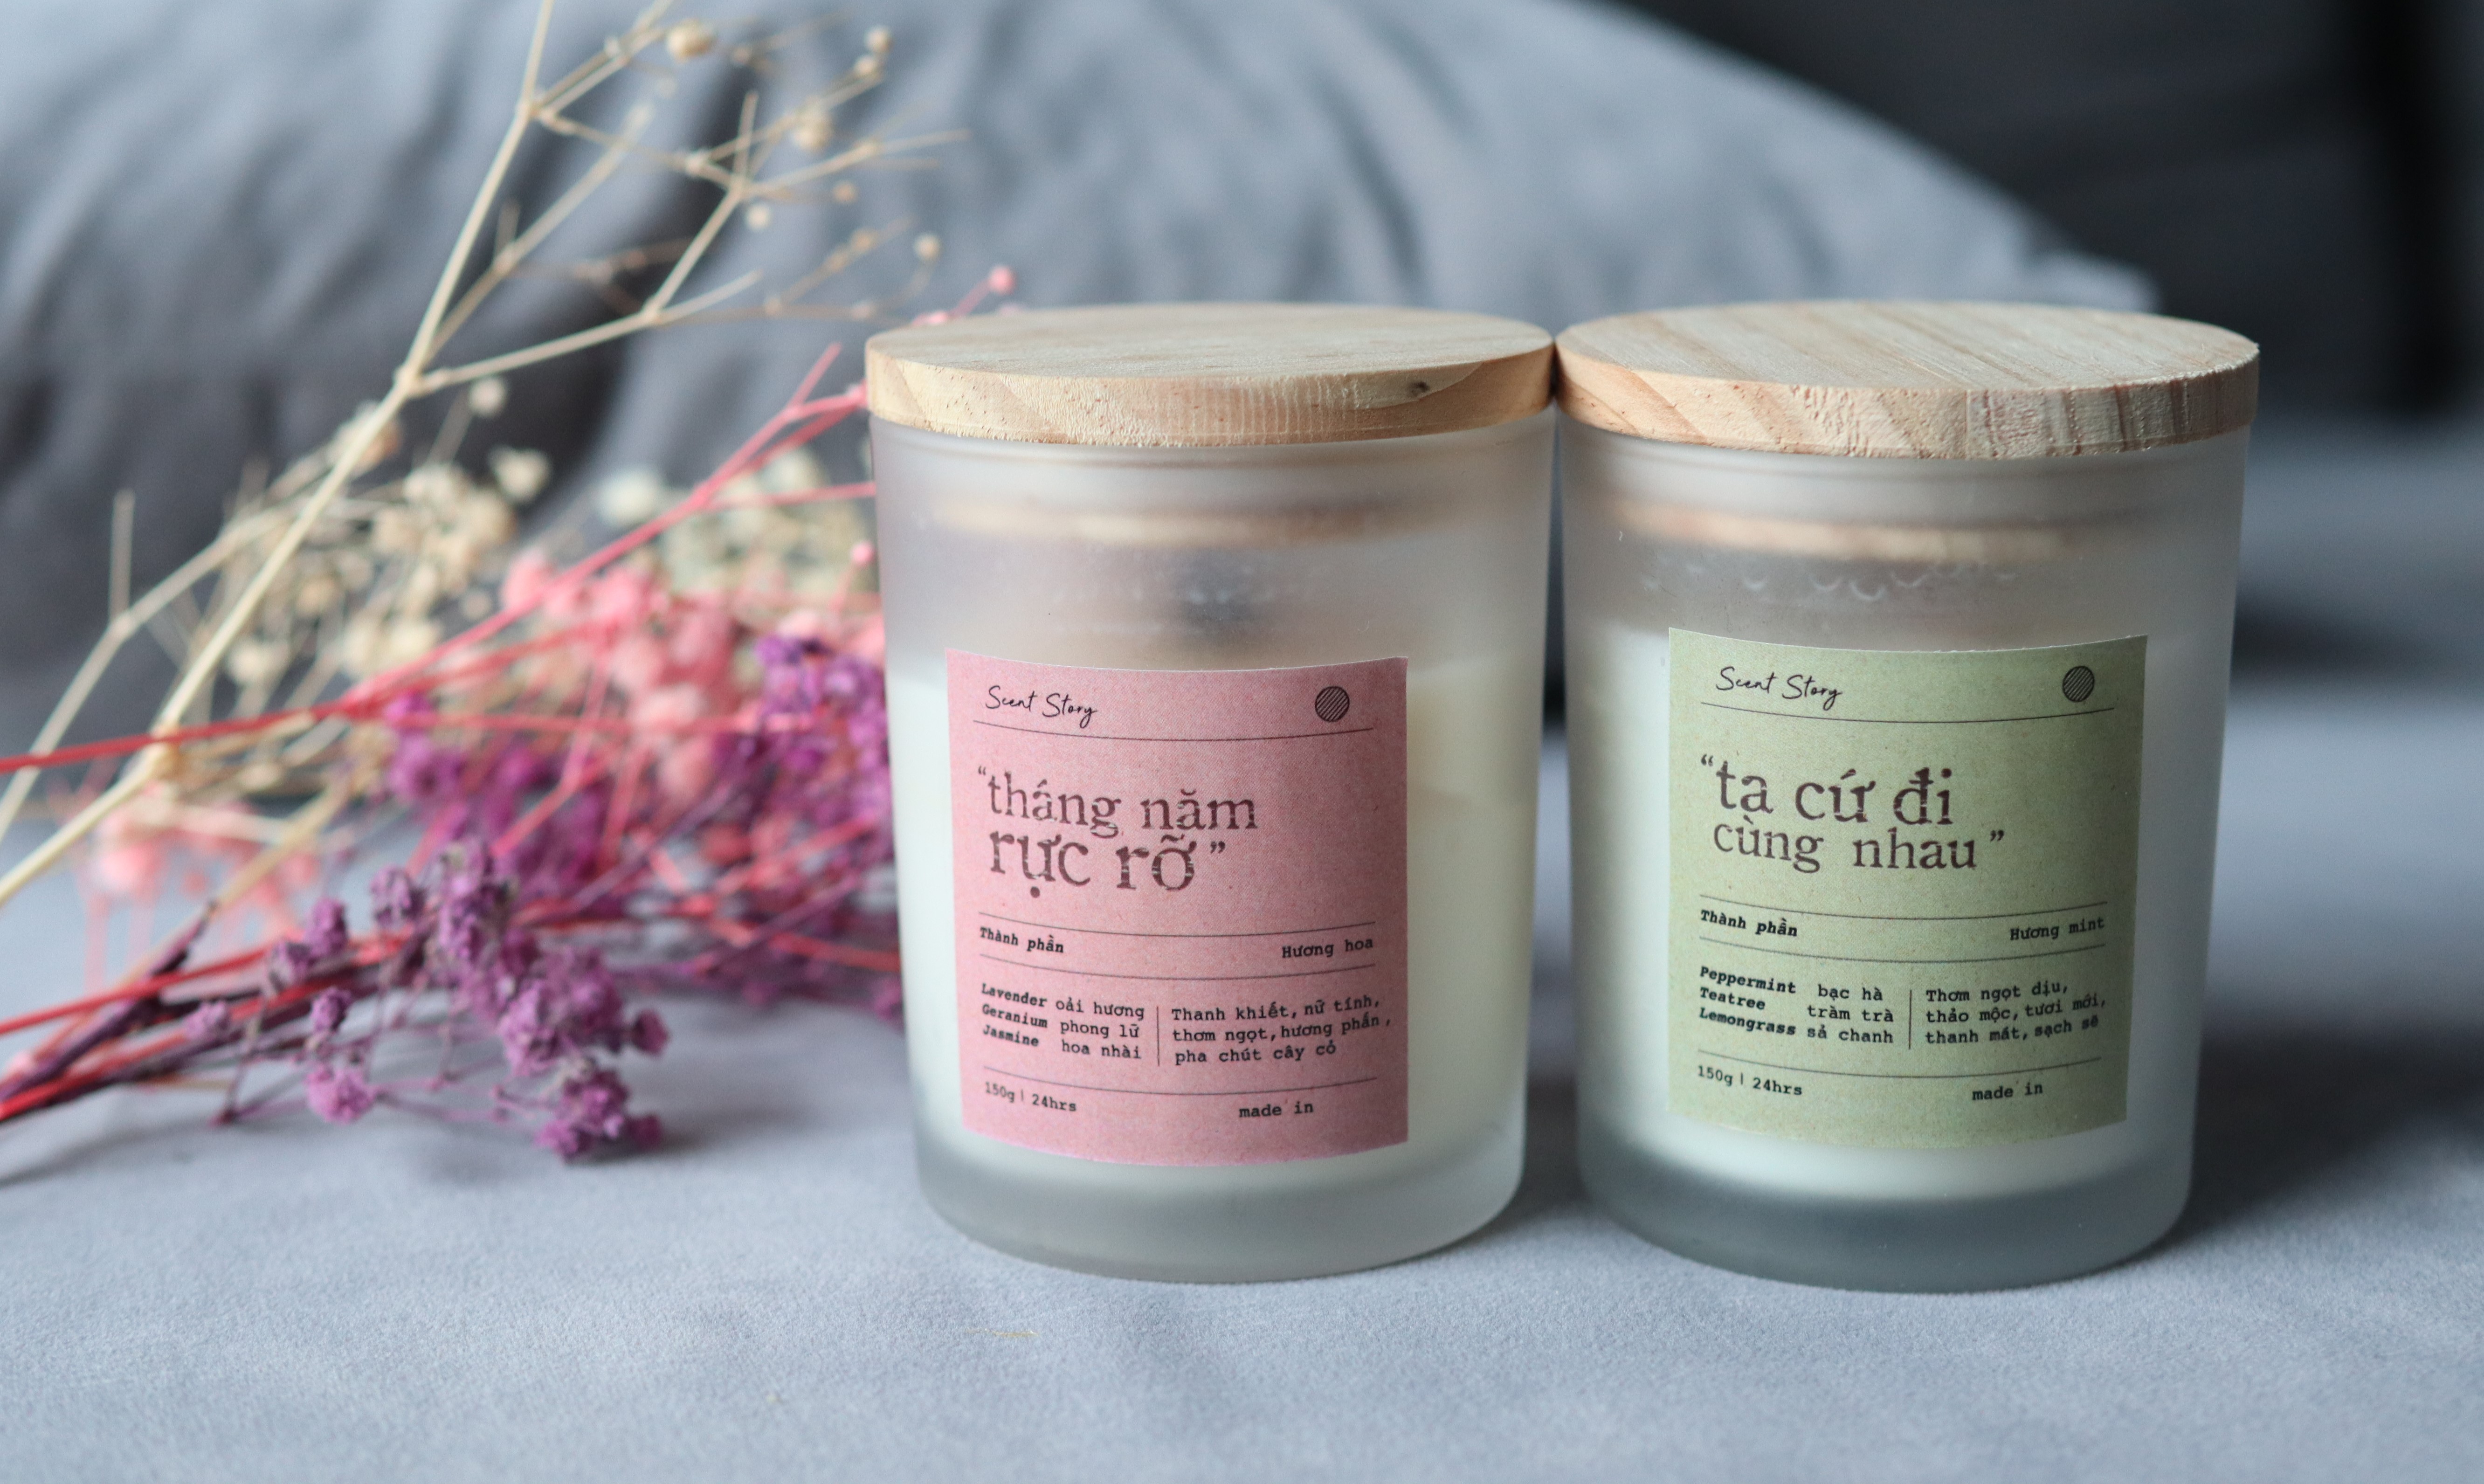 Scent Story
“tháng năm
rực rỡ”
Thành phần Hương hoa
Lavender oải hương
Geranium phong lữ
Jasmine hoa nhài
Thanh khiết, nữ tính,
thơm ngọt, hương phấn,
pha chút cây cỏ
150g | 24hrs made in
Scent Story
“ta cứ đi
cùng nhau”
Thành phần Hương mint
Peppermint bạc hà
Teatree tràm trà
Lemongrass sả chanh
Thơm ngọt dịu,
thảo mộc, tươi mới,
thanh mát, sạch sẽ
150g | 24hrs made in